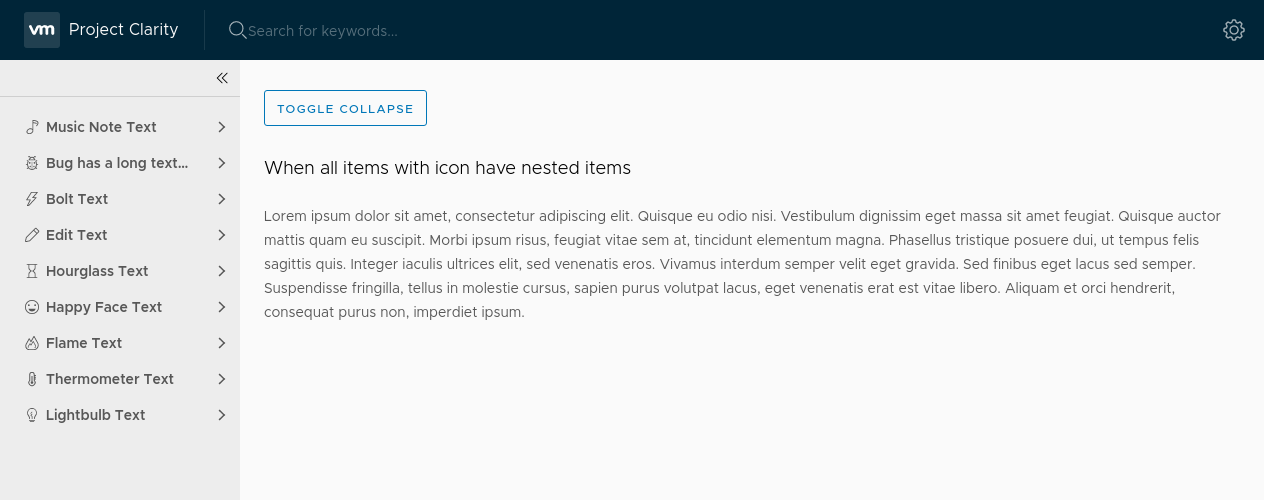 vm Project Clarity Search for keywords...
TOGGLE COLLAPSE
Music Note Text
Bug has a long text...
Bolt Text
Edit Text
Hourglass Text
Happy Face Text
Flame Text
Thermometer Text
Lightbulb Text
When all items with icon have nested items
Lorem ipsum dolor sit amet, consectetur adipiscing elit. Quisque eu odio nisi. Vestibulum dignissim eget massa sit amet feugiat. Quisque auctor
mattis quam eu suscipit. Morbi ipsum risus, feugiat vitae sem at, tincidunt elementum magna. Phasellus tristique posuere dui, ut tempus felis
sagittis quis. Integer iaculis ultrices elit, sed venenatis eros. Vivamus interdum semper velit eget gravida. Sed finibus eget lacus sed semper.
Suspendisse fringilla, tellus in molestie cursus, sapien purus volutpat lacus, eget venenatis erat est vitae libero. Aliquam et orci hendrerit,
consequat purus non, imperdiet ipsum.